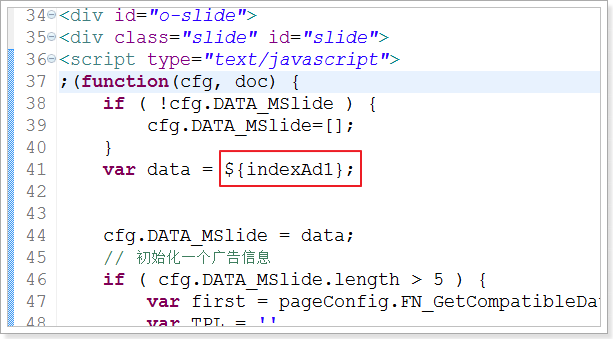 34 <div id="o-slide">
35 <div class="slide" id="slide">
36 <script type="text/javascript">
37 ;(function(cfg, doc) {
38     if ( !cfg.DATA_MSlide ) {
39         cfg.DATA_MSlide=[];
40     }
41     var data = ${indexAd1};
42
43
44     cfg.DATA_MSlide = data;
45     // 初始化一个广告信息
46     if ( cfg.DATA_MSlide.length > 5 ) {
47         var first = pageConfig.FN_GetCompatibleDa
48         var TPL = ''